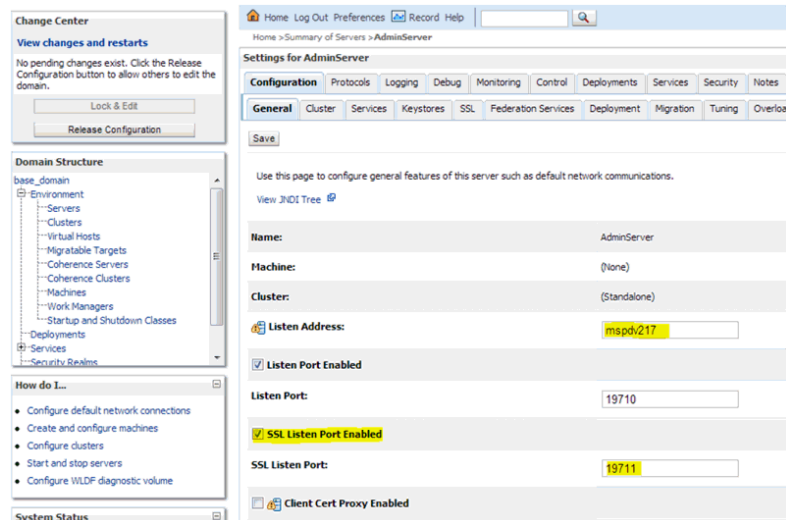 Change Center
View changes and restarts
No pending changes exist. Click the Release
Configuration button to allow others to edit the
domain.
Lock & Edit
Release Configuration
Domain Structure
base_domain
Environment
Servers
Clusters
Virtual Hosts
Migratable Targets
Coherence Servers
Coherence Clusters
Machines
Work Managers
Startup and Shutdown Classes
Deployments
Services
Security Realms
How do I...
Configure default network connections
Create and configure machines
Configure clusters
Start and stop servers
Configure WLDF diagnostic volume
System Status
Home Log Out Preferences Record Help
Home >Summary of Servers >AdminServer
Settings for AdminServer
Configuration Protocols Logging Debug Monitoring Control Deployments Services Security Notes
General Cluster Services Keystores SSL Federation Services Deployment Migration Tuning Overloa
Save
Use this page to configure general features of this server such as default network communications.
View JNDI Tree
Name: AdminServer
Machine: (None)
Cluster: (Standalone)
Listen Address: mspdv217
Listen Port Enabled
Listen Port: 19710
SSL Listen Port Enabled
SSL Listen Port: 19711
Client Cert Proxy Enabled